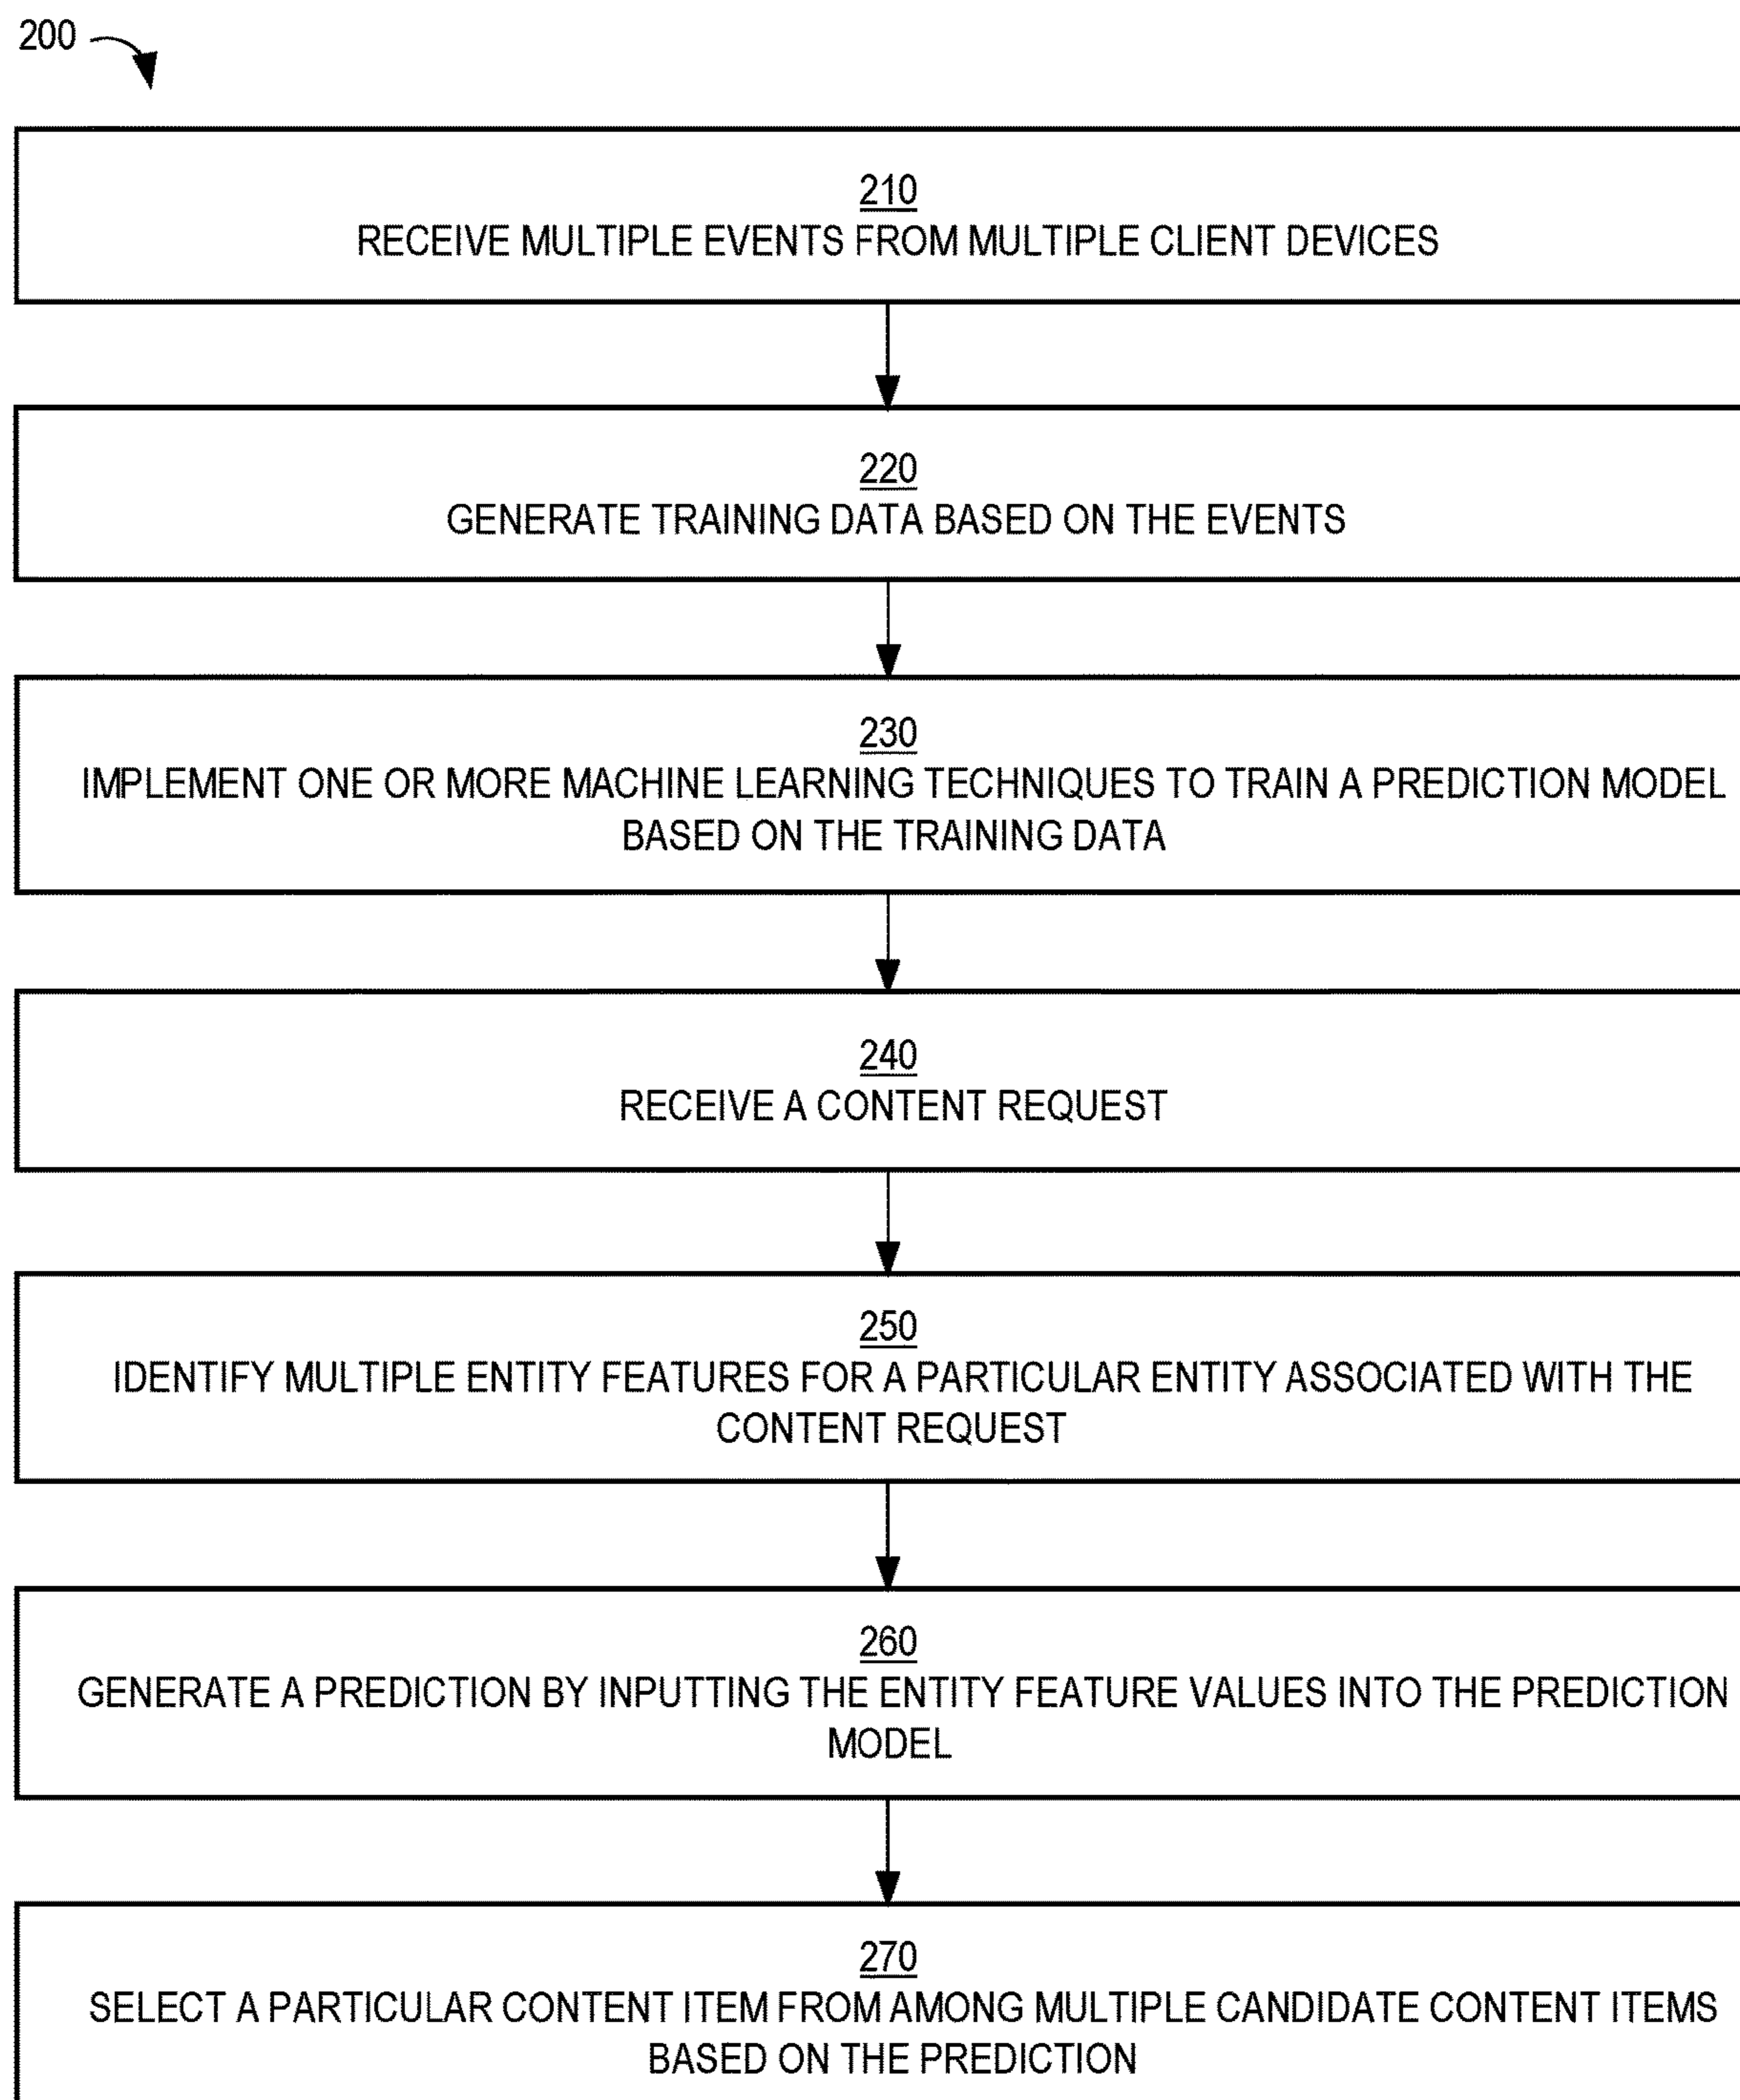 200
210
RECEIVE MULTIPLE EVENTS FROM MULTIPLE CLIENT DEVICES
220
GENERATE TRAINING DATA BASED ON THE EVENTS
230
IMPLEMENT ONE OR MORE MACHINE LEARNING TECHNIQUES TO TRAIN A PREDICTION MODEL
BASED ON THE TRAINING DATA
240
RECEIVE A CONTENT REQUEST
250
IDENTIFY MULTIPLE ENTITY FEATURES FOR A PARTICULAR ENTITY ASSOCIATED WITH THE
CONTENT REQUEST
260
GENERATE A PREDICTION BY INPUTTING THE ENTITY FEATURE VALUES INTO THE PREDICTION
MODEL
270
SELECT A PARTICULAR CONTENT ITEM FROM AMONG MULTIPLE CANDIDATE CONTENT ITEMS
BASED ON THE PREDICTION